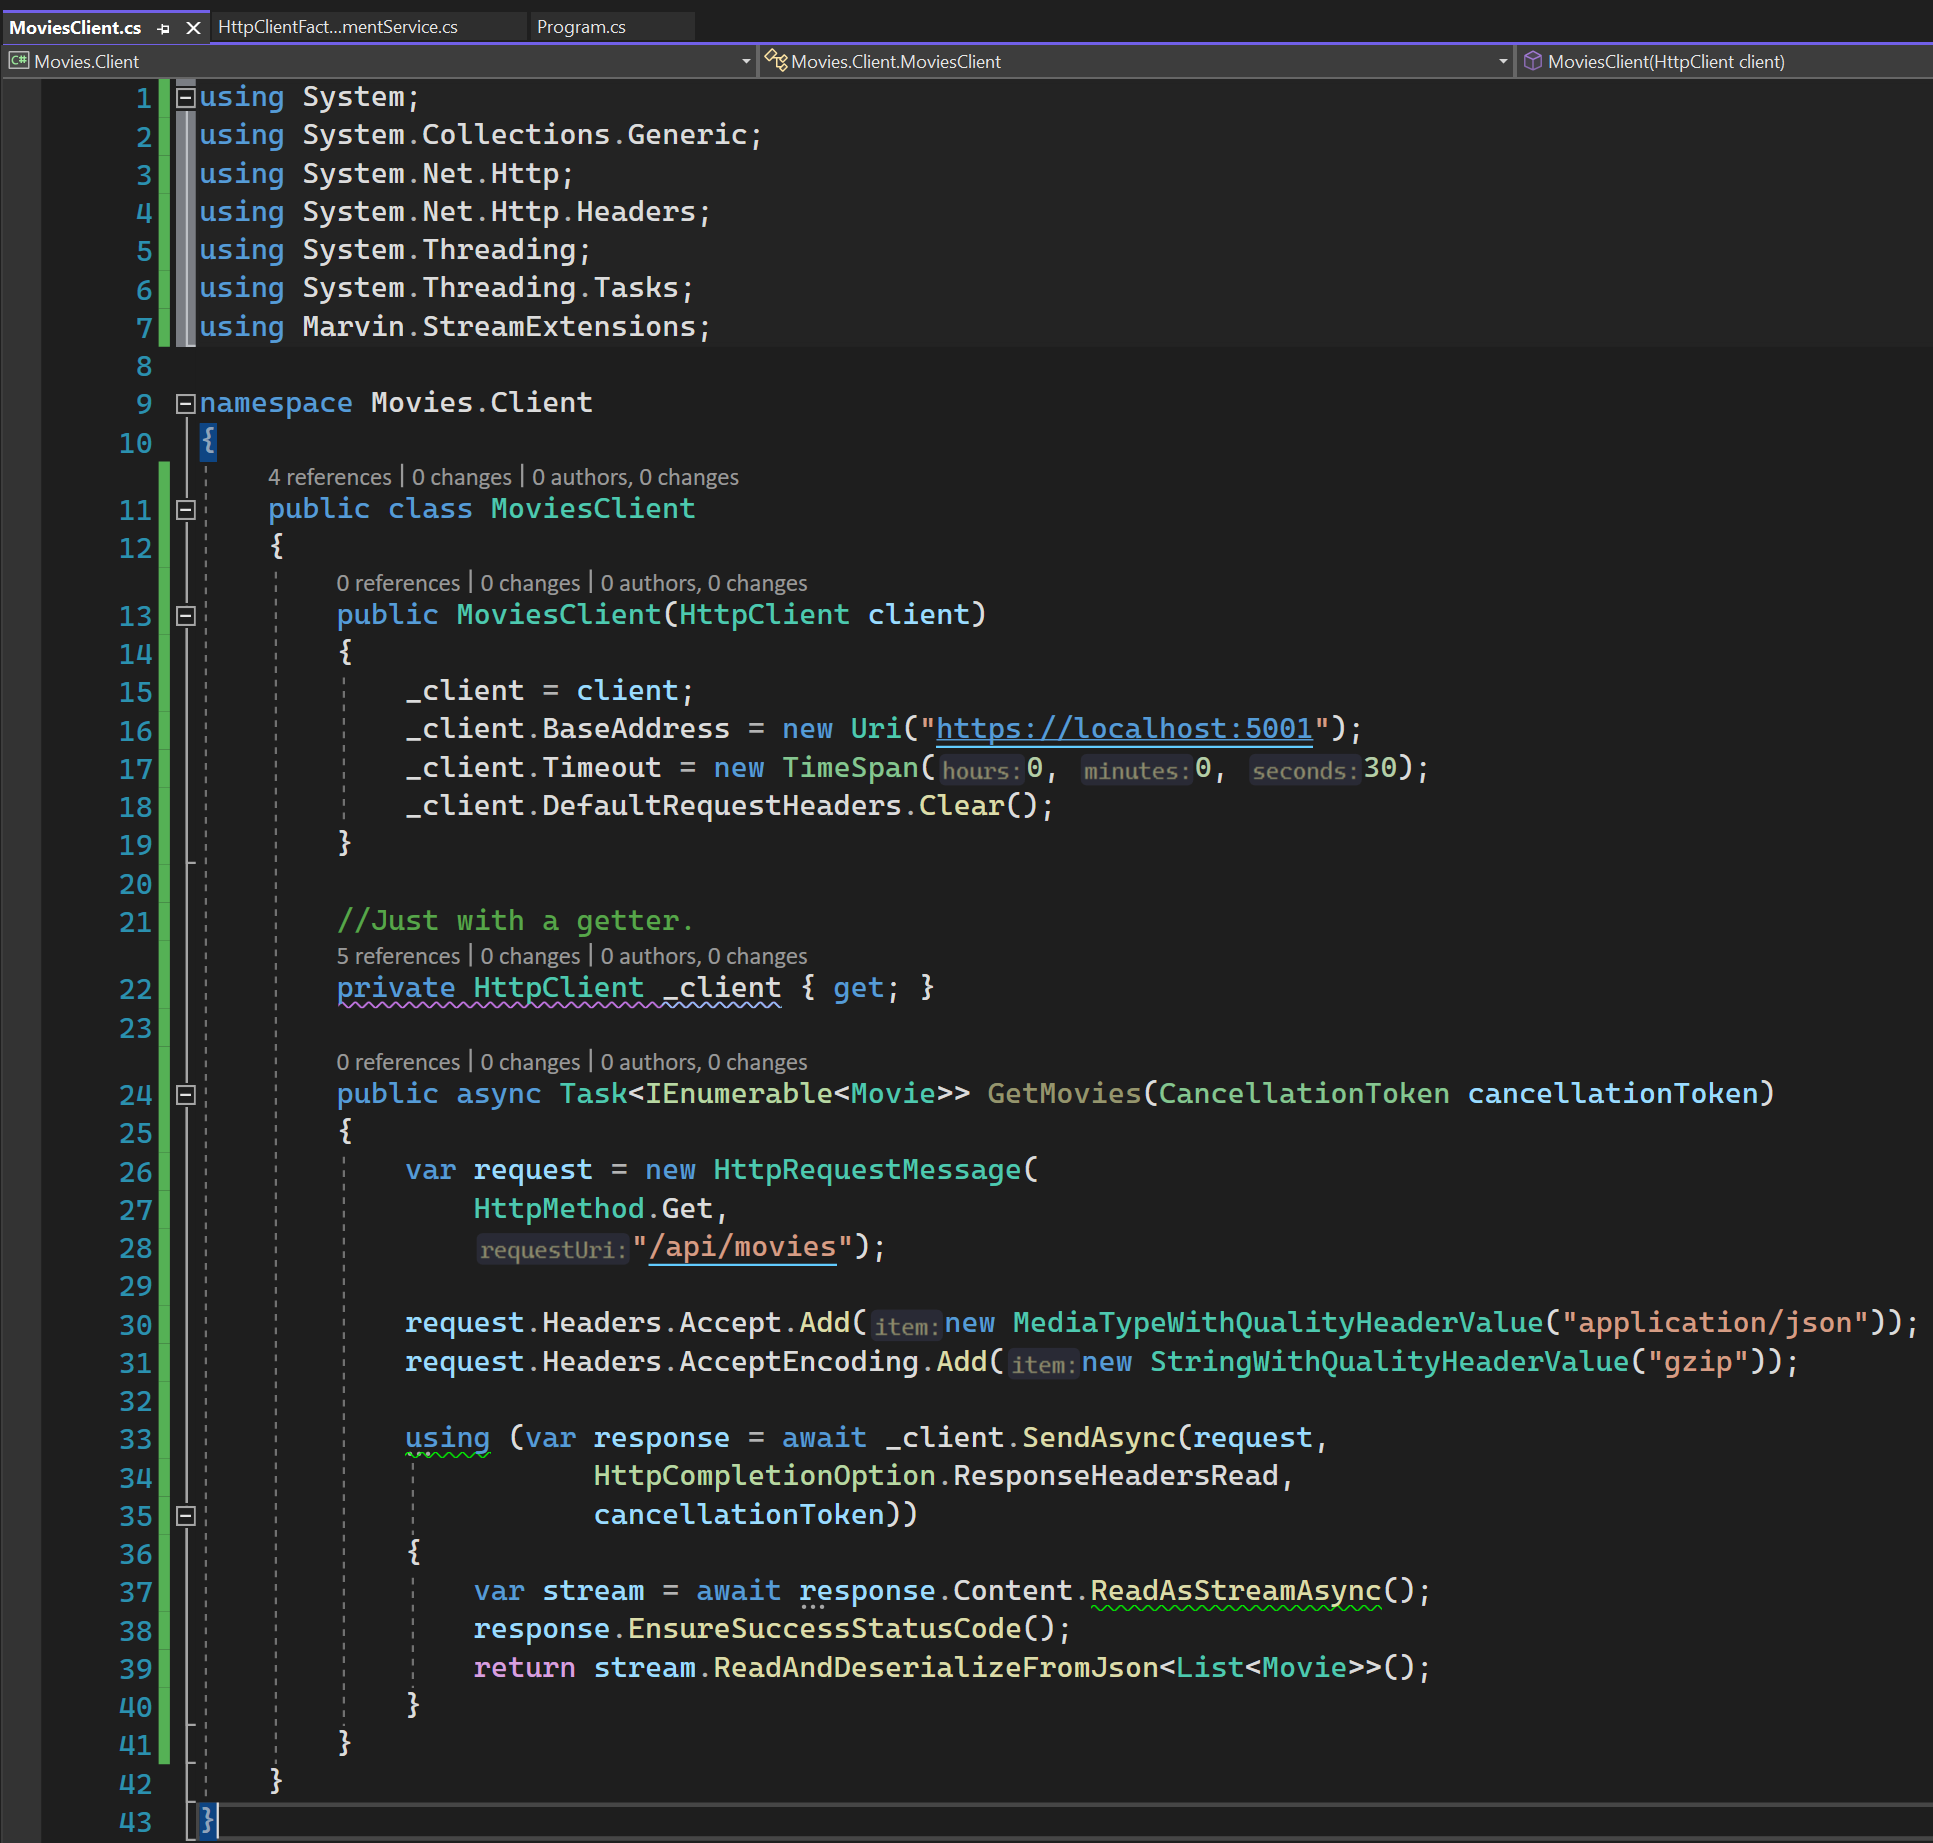 MoviesClient.cs HttpClientFact...mentService.cs Program.cs
C# Movies.Client Movies.Client.MoviesClient MoviesClient(HttpClient client)
1 using System;
2 using System.Collections.Generic;
3 using System.Net.Http;
4 using System.Net.Http.Headers;
5 using System.Threading;
6 using System.Threading.Tasks;
7 using Marvin.StreamExtensions;
8
9 namespace Movies.Client
10 {
4 references | 0 changes | 0 authors, 0 changes
11 public class MoviesClient
12 {
0 references | 0 changes | 0 authors, 0 changes
13 public MoviesClient(HttpClient client)
14 {
15 _client = client;
16 _client.BaseAddress = new Uri("https://localhost:5001");
17 _client.Timeout = new TimeSpan(hours:0, minutes:0, seconds:30);
18 _client.DefaultRequestHeaders.Clear();
19 }
20
21 //Just with a getter.
5 references | 0 changes | 0 authors, 0 changes
22 private HttpClient _client { get; }
23
0 references | 0 changes | 0 authors, 0 changes
24 public async Task<IEnumerable<Movie>> GetMovies(CancellationToken cancellationToken)
25 {
26 var request = new HttpRequestMessage(
27 HttpMethod.Get,
28 requestUri:"/api/movies");
29
30 request.Headers.Accept.Add(item:new MediaTypeWithQualityHeaderValue("application/json"));
31 request.Headers.AcceptEncoding.Add(item:new StringWithQualityHeaderValue("gzip"));
32
33 using (var response = await _client.SendAsync(request,
34 HttpCompletionOption.ResponseHeadersRead,
35 cancellationToken))
36 {
37 var stream = await response.Content.ReadAsStreamAsync();
38 response.EnsureSuccessStatusCode();
39 return stream.ReadAndDeserializeFromJson<List<Movie>>();
40 }
41 }
42 }
43 }